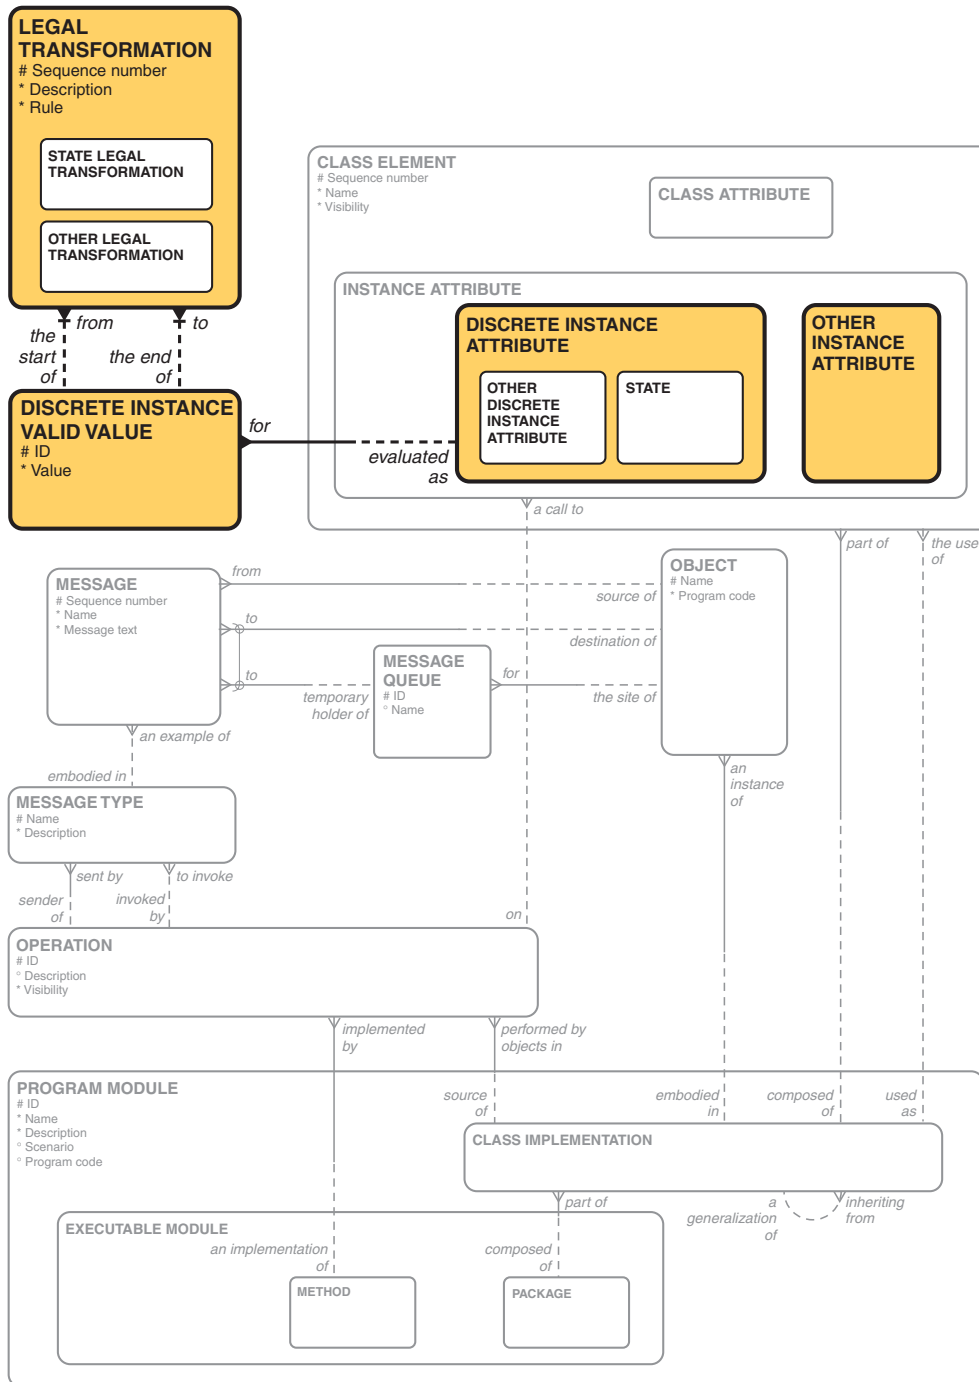 LEGAL
TRANSFORMATION
# Sequence number
* Description
* Rule
STATE LEGAL
TRANSFORMATION
OTHER LEGAL
TRANSFORMATION
from
to
the
start
of
the end
of
DISCRETE INSTANCE
VALID VALUE
# ID
* Value
for
evaluated
as
CLASS ELEMENT
# Sequence number
* Name
* Visibility
CLASS ATTRIBUTE
INSTANCE ATTRIBUTE
DISCRETE INSTANCE
ATTRIBUTE
OTHER
DISCRETE
INSTANCE
ATTRIBUTE
STATE
OTHER
INSTANCE
ATTRIBUTE
a call to
part of
the use
of
MESSAGE
# Sequence number
* Name
* Message text
from
source of
to
destination of
to
temporary
holder of
MESSAGE
QUEUE
# ID
° Name
for
the site of
OBJECT
# Name
* Program code
an example of
embodied in
an
instance
of
MESSAGE TYPE
# Name
* Description
sent by
to invoke
sender
of
invoked
by
on
OPERATION
# ID
° Description
* Visibility
implemented
by
performed by
objects in
PROGRAM MODULE
# ID
* Name
* Description
° Scenario
° Program code
source
of
embodied
in
composed
of
used
as
CLASS IMPLEMENTATION
part of
a
generalization
of
inheriting
from
EXECUTABLE MODULE
an implementation
of
composed
of
METHOD
PACKAGE